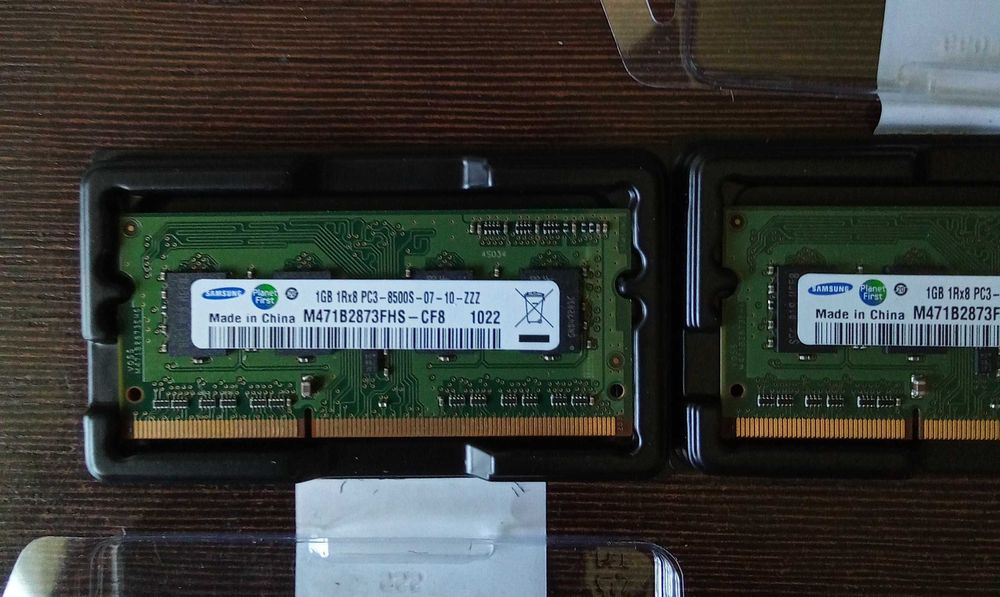 45034
SAMSUNG Planet First 1GB 1Rx8 PC3-8500S-07-10-ZZZ
Made in China M471B2873FHS-CF8 1022
SAMSUNG Planet First 1GB 1Rx8 PC3-
Made in China M471B2873F